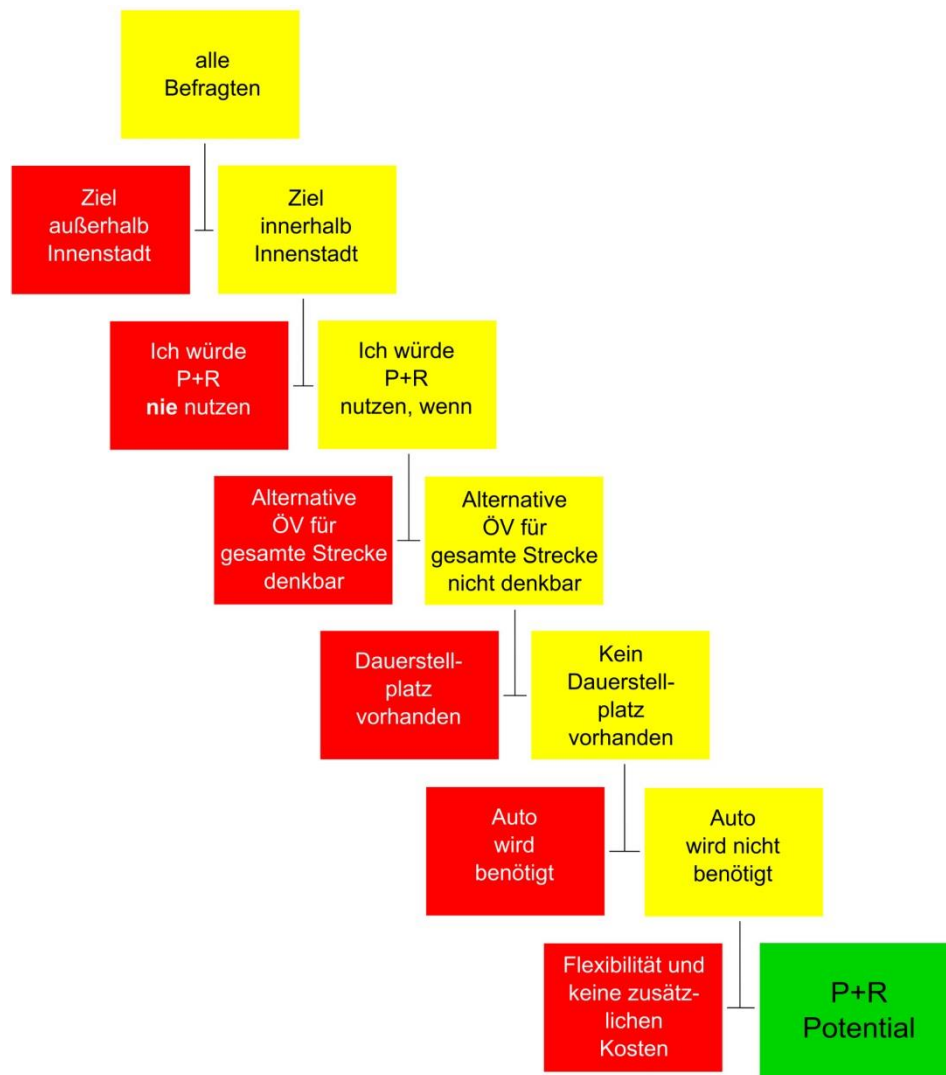 alle
Befragten
Ziel
außerhalb
Innenstadt
Ziel
innerhalb
Innenstadt
Ich würde
P+R
nie nutzen
Ich würde
P+R
nutzen, wenn
Alternative
ÖV für
gesamte Strecke
denkbar
Alternative
ÖV für
gesamte Strecke
nicht denkbar
Dauerstell-
platz
vorhanden
Kein
Dauerstell-
platz
vorhanden
Auto
wird
benötigt
Auto
wird nicht
benötigt
Flexibilität und
keine zusätz-
lichen
Kosten
P+R
Potential